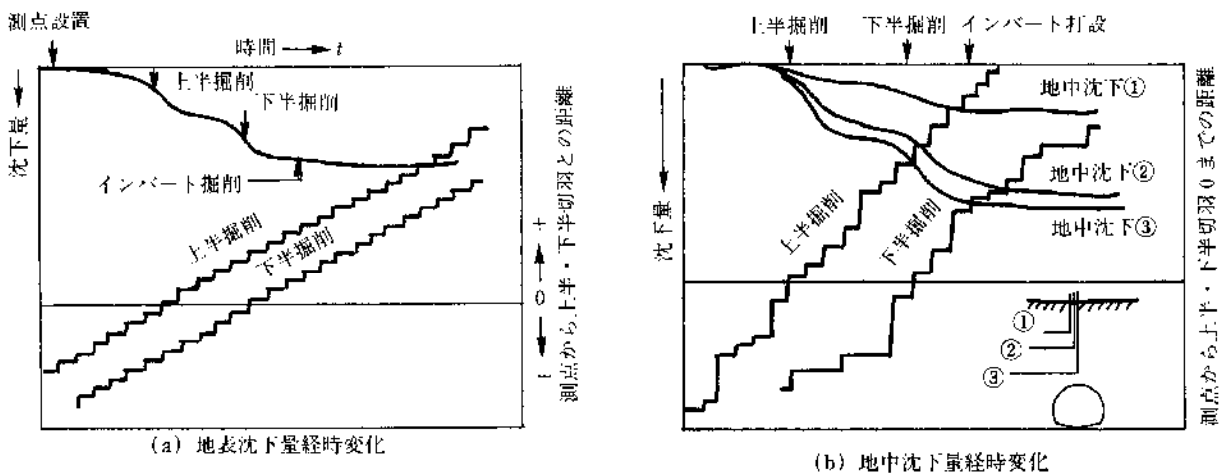 測点設置
時間 → t
上半掘削
下半掘削
沈下量
インバート掘削
上半掘削
下半掘削
+
0
測点から上半・下半切羽との距離
(a) 地表沈下量経時変化
上半掘削
下半掘削
インバート打設
地中沈下①
沈下量
地中沈下②
地中沈下③
上半掘削
下半掘削
①
②
③
測点から上半・下半切羽0までの距離
(b) 地中沈下量経時変化